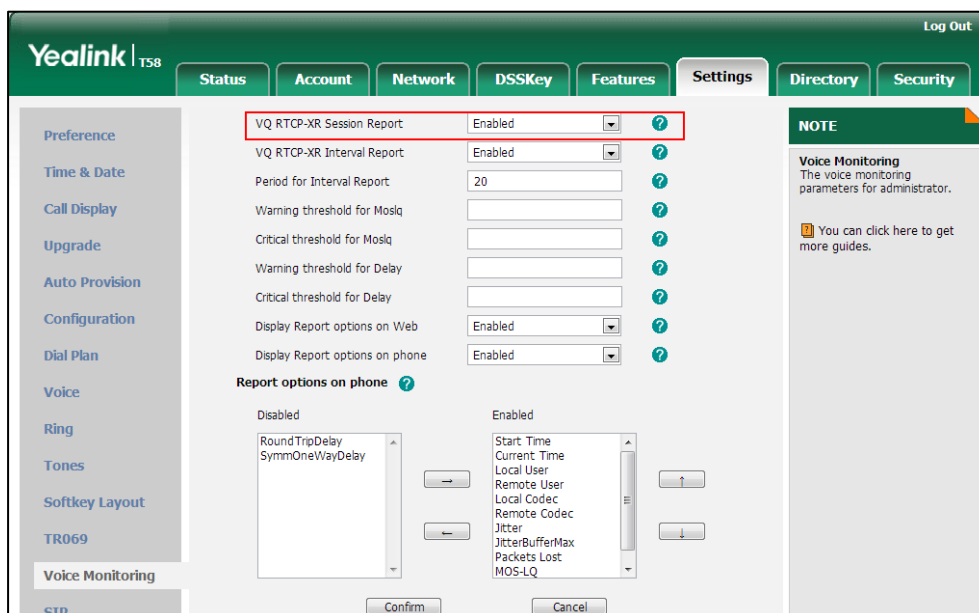 Log Out
Yealink | T58
Status Account Network DSSKey Features Settings Directory Security
Preference
Time & Date
Call Display
Upgrade
Auto Provision
Configuration
Dial Plan
Voice
Ring
Tones
Softkey Layout
TR069
Voice Monitoring
SIP
VQ RTCP-XR Session Report Enabled ?
VQ RTCP-XR Interval Report Enabled ?
Period for Interval Report 20 ?
Warning threshold for Moslq ?
Critical threshold for Moslq ?
Warning threshold for Delay ?
Critical threshold for Delay ?
Display Report options on Web Enabled ?
Display Report options on phone Enabled ?
Report options on phone ?
Disabled
RoundTripDelay
SymmOneWayDelay
→
←
Enabled
Start Time
Current Time
Local User
Remote User
Local Codec
Remote Codec
Jitter
JitterBufferMax
Packets Lost
MOS-LQ
↑
↓
Confirm Cancel
NOTE
Voice Monitoring
The voice monitoring
parameters for administrator.
? You can click here to get
more guides.